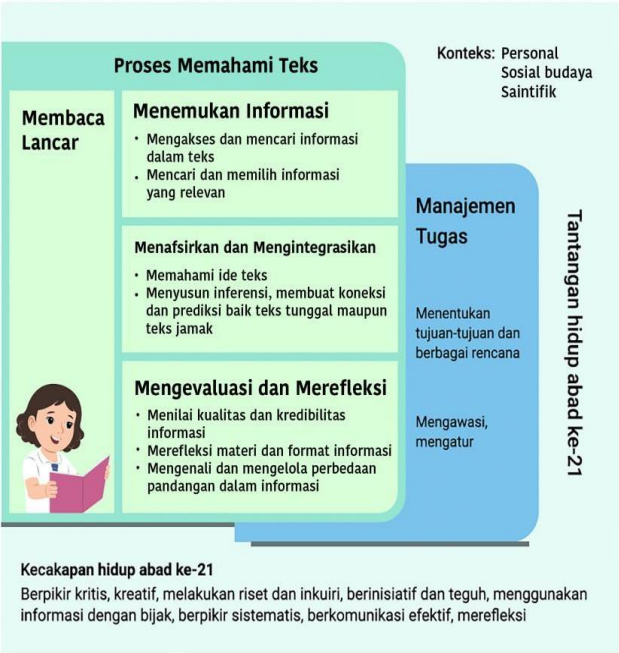 Proses Memahami Teks
Konteks: Personal
Sosial budaya
Saintifik
Membaca
Lancar
Menemukan Informasi
• Mengakses dan mencari informasi
dalam teks
• Mencari dan memilih informasi
yang relevan
Menafsirkan dan Mengintegrasikan
• Memahami ide teks
• Menyusun inferensi, membuat koneksi
dan prediksi baik teks tunggal maupun
teks jamak
Mengevaluasi dan Merefleksi
• Menilai kualitas dan kredibilitas
informasi
• Merefleksi materi dan format informasi
• Mengenali dan mengelola perbedaan
pandangan dalam informasi
Manajemen
Tugas
Menentukan
tujuan-tujuan dan
berbagai rencana
Mengawasi,
mengatur
Tantangan hidup abad ke-21
Kecakapan hidup abad ke-21
Berpikir kritis, kreatif, melakukan riset dan inkuiri, berinisiatif dan teguh, menggunakan
informasi dengan bijak, berpikir sistematis, berkomunikasi efektif, merefleksi